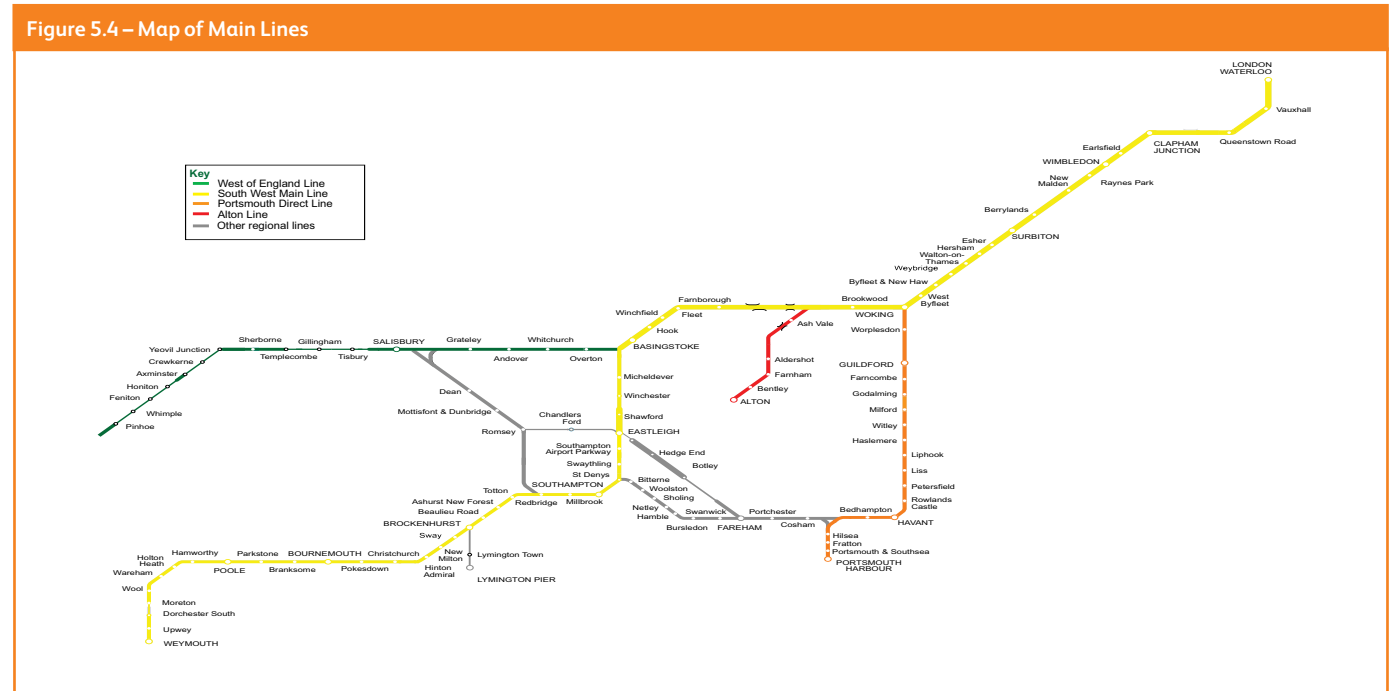 Figure 5.4 – Map of Main Lines
LONDON
WATERLOO
Vauxhall
Queenstown Road
CLAPHAM
JUNCTION
Earlsfield
WIMBLEDON
Raynes Park
New
Malden
Berrylands
SURBITON
Esher
Hersham
Walton-on-
Thames
Weybridge
Byfleet & New Haw
West
Byfleet
Key
West of England Line
South West Main Line
Portsmouth Direct Line
Alton Line
Other regional lines
WOKING
Brookwood
Farnborough
Fleet
Winchfield
Hook
BASINGSTOKE
Ash Vale
Aldershot
Farnham
Bentley
ALTON
Worplesdon
GUILDFORD
Farncombe
Godalming
Milford
Witley
Haslemere
Liphook
Liss
Petersfield
Rowlands
Castle
HAVANT
Bedhampton
Hilsea
Fratton
Portsmouth & Southsea
PORTSMOUTH
HARBOUR
Overton
Whitchurch
Andover
Grateley
SALISBURY
Tisbury
Gillingham
Templecombe
Sherborne
Yeovil Junction
Crewkerne
Axminster
Honiton
Feniton
Whimple
Pinhoe
Dean
Mottisfont & Dunbridge
Romsey
Chandlers
Ford
Micheldever
Winchester
Shawford
EASTLEIGH
Southampton
Airport Parkway
Swaythling
St Denys
SOUTHAMPTON
Hedge End
Botley
Bitterne
Woolston
Sholing
Netley
Hamble
Bursledon
Swanwick
FAREHAM
Portchester
Cosham
Millbrook
Redbridge
Totton
Ashurst New Forest
Beaulieu Road
BROCKENHURST
Sway
New
Milton
Hinton
Admiral
Lymington Town
LYMINGTON PIER
Christchurch
Pokesdown
BOURNEMOUTH
Branksome
Parkstone
POOLE
Hamworthy
Holton
Heath
Wareham
Wool
Moreton
Dorchester South
Upwey
WEYMOUTH